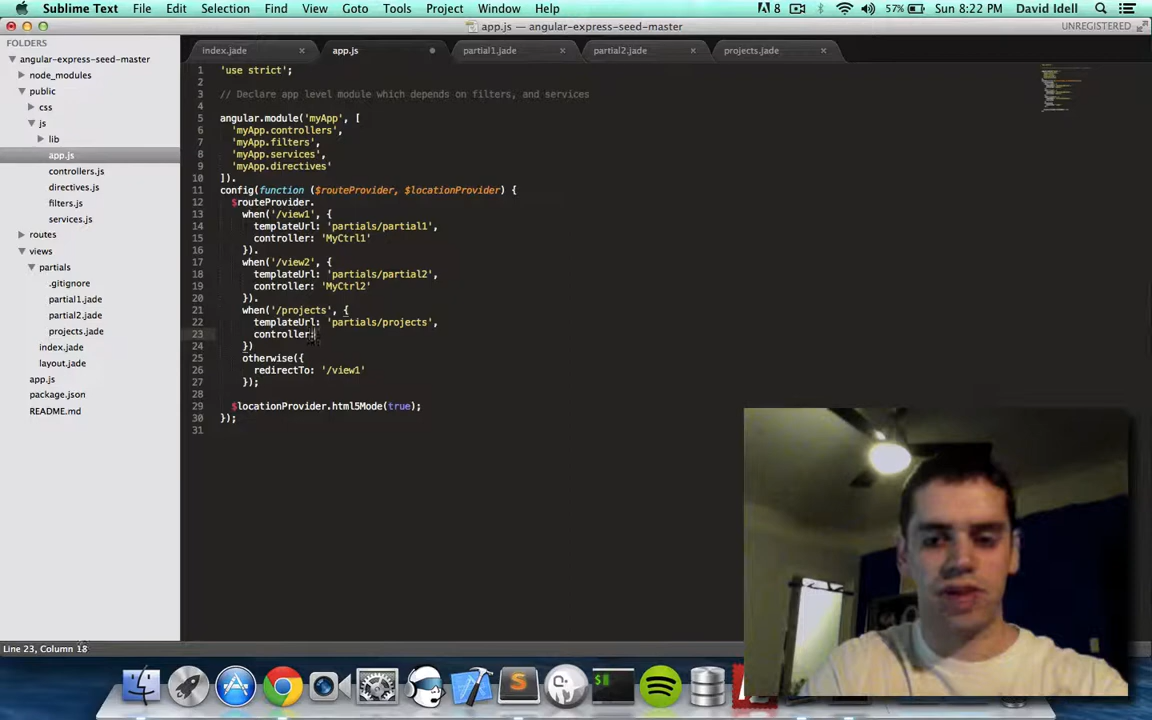 Sublime Text File Edit Selection Find View Goto Tools Project Window Help 8 57% Sun 8:22 PM David Idell
app.js — angular-express-seed-master UNREGISTERED
FOLDERS
angular-express-seed-master
node_modules
public
css
js
lib
app.js
controllers.js
directives.js
filters.js
services.js
routes
views
partials
.gitignore
partial1.jade
partial2.jade
projects.jade
index.jade
layout.jade
app.js
package.json
README.md
index.jade app.js partial1.jade partial2.jade projects.jade
1 'use strict';
2
3 // Declare app level module which depends on filters, and services
4
5 angular.module('myApp', [
6 'myApp.controllers',
7 'myApp.filters',
8 'myApp.services',
9 'myApp.directives'
10 ]).
11 config(function ($routeProvider, $locationProvider) {
12 $routeProvider.
13 when('/view1', {
14 templateUrl: 'partials/partial1',
15 controller: 'MyCtrl1'
16 }).
17 when('/view2', {
18 templateUrl: 'partials/partial2',
19 controller: 'MyCtrl2'
20 }).
21 when('/projects', {
22 templateUrl: 'partials/projects',
23 controller:
24 })
25 otherwise({
26 redirectTo: '/view1'
27 });
28
29 $locationProvider.html5Mode(true);
30 });
31
Line 23, Column 18